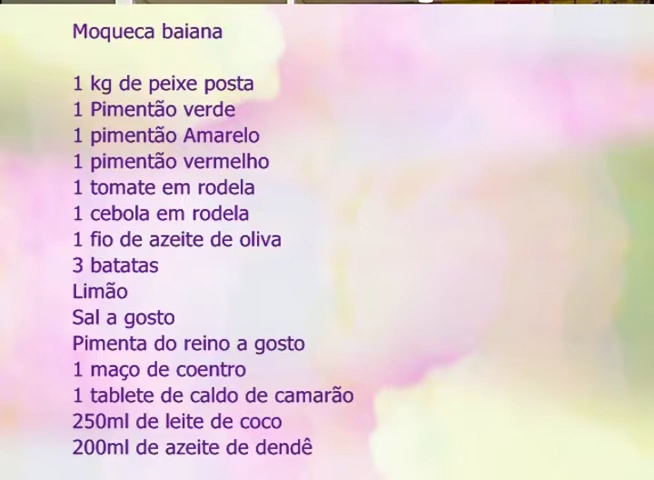 Moqueca baiana
1 kg de peixe posta
1 Pimentão verde
1 pimentão Amarelo
1 pimentão vermelho
1 tomate em rodela
1 cebola em rodela
1 fio de azeite de oliva
3 batatas
Limão
Sal a gosto
Pimenta do reino a gosto
1 maço de coentro
1 tablete de caldo de camarão
250ml de leite de coco
200ml de azeite de dendê